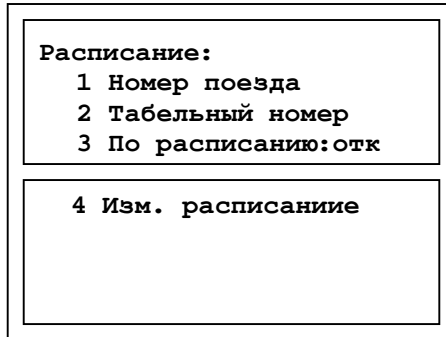 Расписание:
1 Номер поезда
2 Табельный номер
3 По расписанию:отк
4 Изм. расписаниие